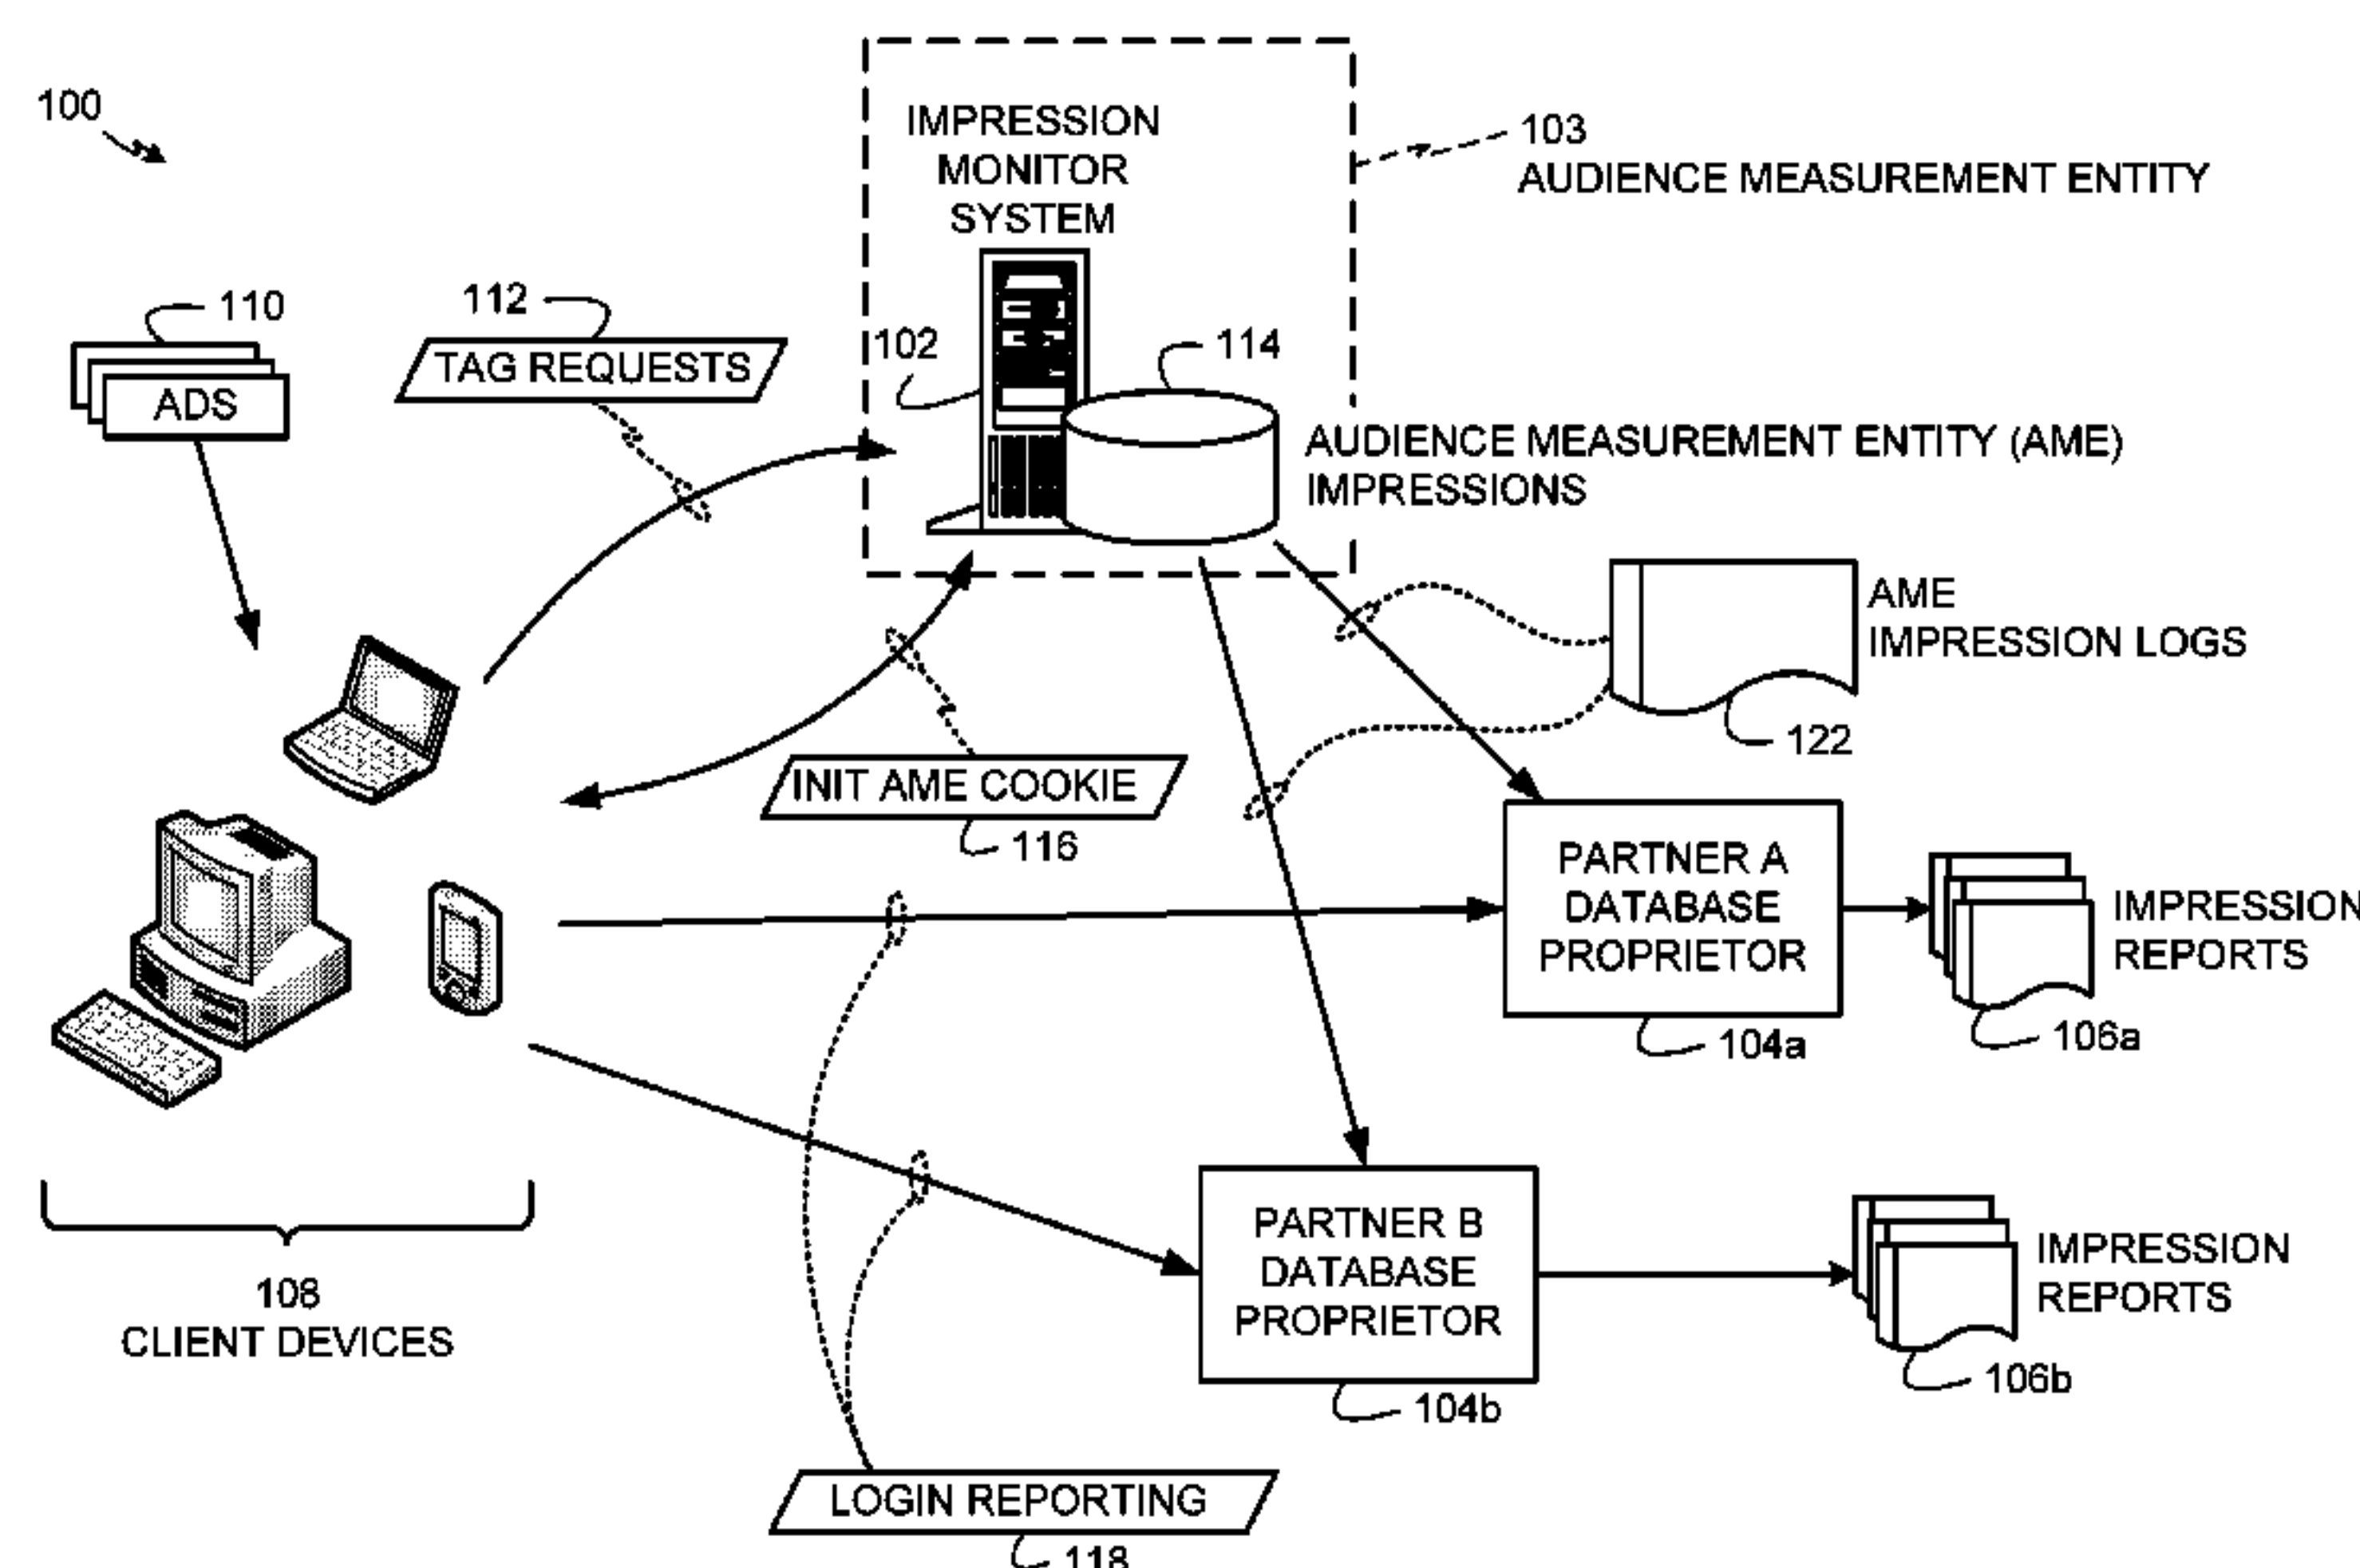 100
IMPRESSION
MONITOR
SYSTEM
103
AUDIENCE MEASUREMENT ENTITY
110
ADS
112
TAG REQUESTS
102
114
AUDIENCE MEASUREMENT ENTITY (AME)
IMPRESSIONS
AME
IMPRESSION LOGS
122
INIT AME COOKIE
116
PARTNER A
DATABASE
PROPRIETOR
104a
IMPRESSION
REPORTS
106a
PARTNER B
DATABASE
PROPRIETOR
104b
IMPRESSION
REPORTS
106b
108
CLIENT DEVICES
LOGIN REPORTING
118